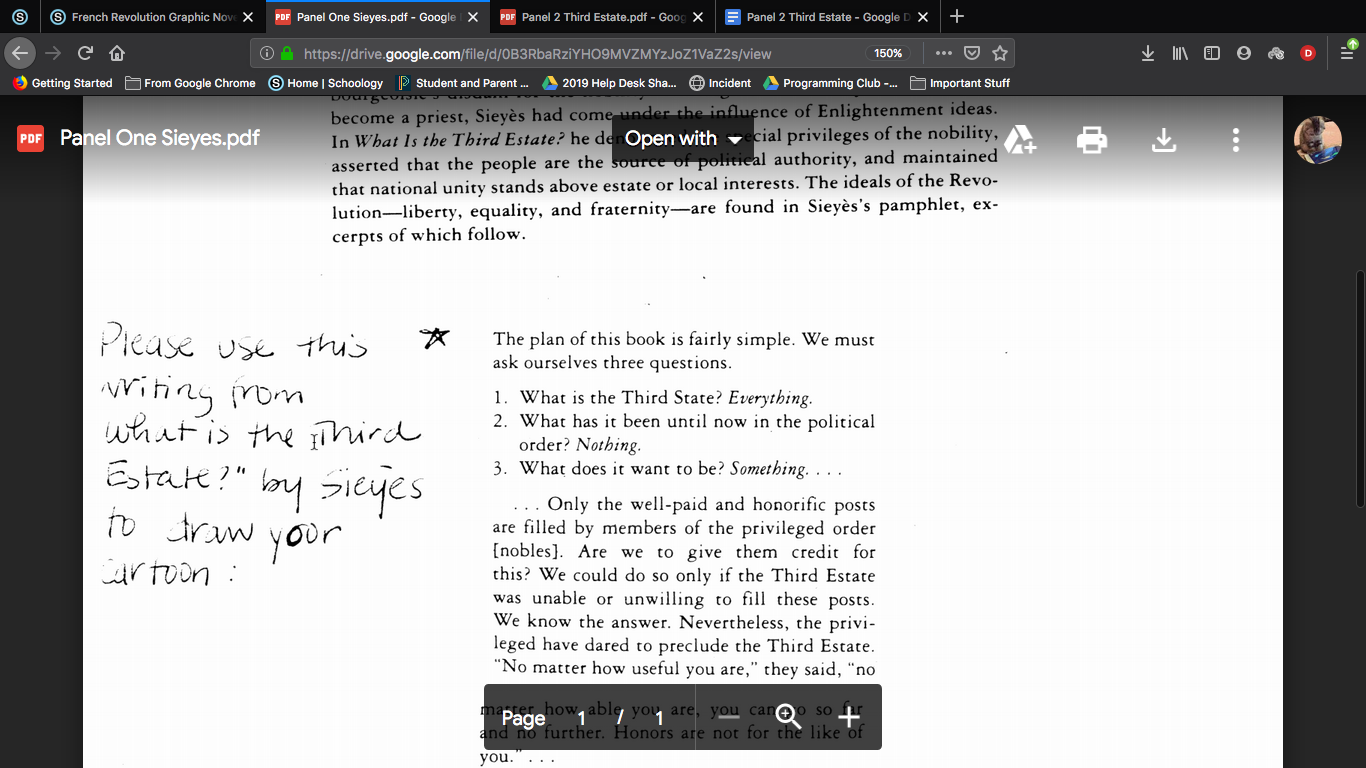 French Revolution Graphic Nove
Panel One Sieyes.pdf - Google
Panel 2 Third Estate.pdf - Goog
Panel 2 Third Estate - Google D
https://drive.google.com/file/d/0B3RbaRziYHO9MVZMYzJoZ1VaZ2s/view
150%
Getting Started
From Google Chrome
Home | Schoology
Student and Parent ...
2019 Help Desk Sha...
Incident
Programming Club -...
Important Stuff
PDF Panel One Sieyes.pdf
Open with
become a priest, Sieyès had come under the influence of Enlightenment ideas.
In What Is the Third Estate? he special privileges of the nobility,
asserted that the people are the source of political authority, and maintained
that national unity stands above estate or local interests. The ideals of the Revo-
lution—liberty, equality, and fraternity—are found in Sieyès's pamphlet, ex-
cerpts of which follow.
Please use this
writing from
what is the Third
Estate?" by Sieyes
to draw your
cartoon :
The plan of this book is fairly simple. We must
ask ourselves three questions.
1. What is the Third State? Everything.
2. What has it been until now in the political
order? Nothing.
3. What does it want to be? Something. . . .
. . . Only the well-paid and honorific posts
are filled by members of the privileged order
[nobles]. Are we to give them credit for
this? We could do so only if the Third Estate
was unable or unwilling to fill these posts.
We know the answer. Nevertheless, the privi-
leged have dared to preclude the Third Estate.
"No matter how useful you are," they said, "no
matter how able you are, you can go so far
and no further. Honors are not for the like of
you." . . .
Page 1 / 1